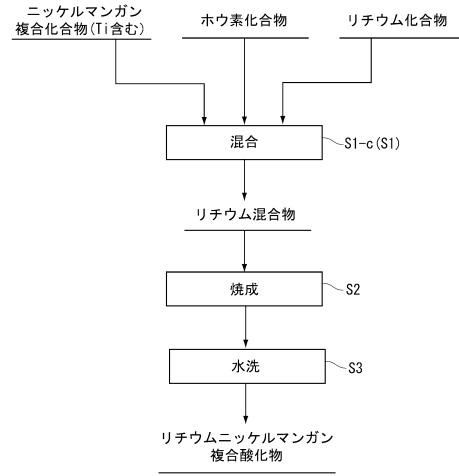 ニッケルマンガン
複合化合物(Ti含む)
ホウ素化合物
リチウム化合物
混合
S1-c(S1)
リチウム混合物
焼成
S2
水洗
S3
リチウムニッケルマンガン
複合酸化物